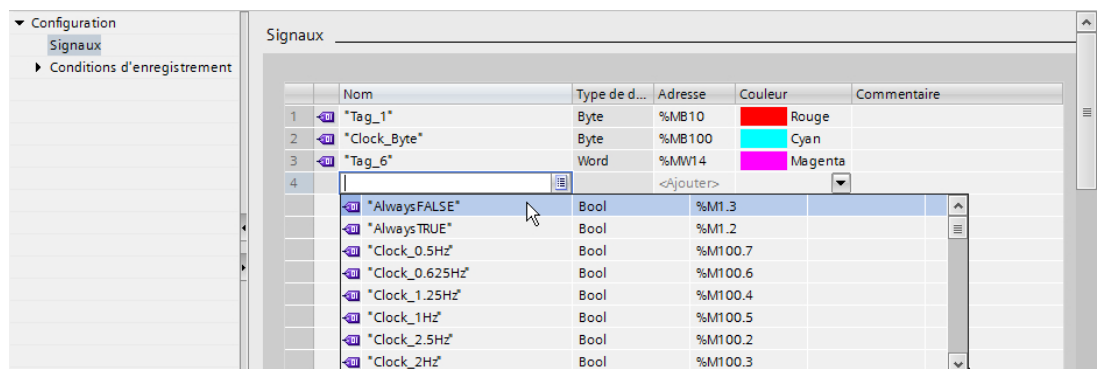 Configuration
Signaux
Conditions d'enregistrement
Signaux
Nom Type de d... Adresse Couleur Commentaire
1 "Tag_1" Byte %MB10 Rouge
2 "Clock_Byte" Byte %MB100 Cyan
3 "Tag_6" Word %MW14 Magenta
4 <Ajouter>
"AlwaysFALSE" Bool %M1.3
"AlwaysTRUE" Bool %M1.2
"Clock_0.5Hz" Bool %M100.7
"Clock_0.625Hz" Bool %M100.6
"Clock_1.25Hz" Bool %M100.4
"Clock_1Hz" Bool %M100.5
"Clock_2.5Hz" Bool %M100.2
"Clock_2Hz" Bool %M100.3